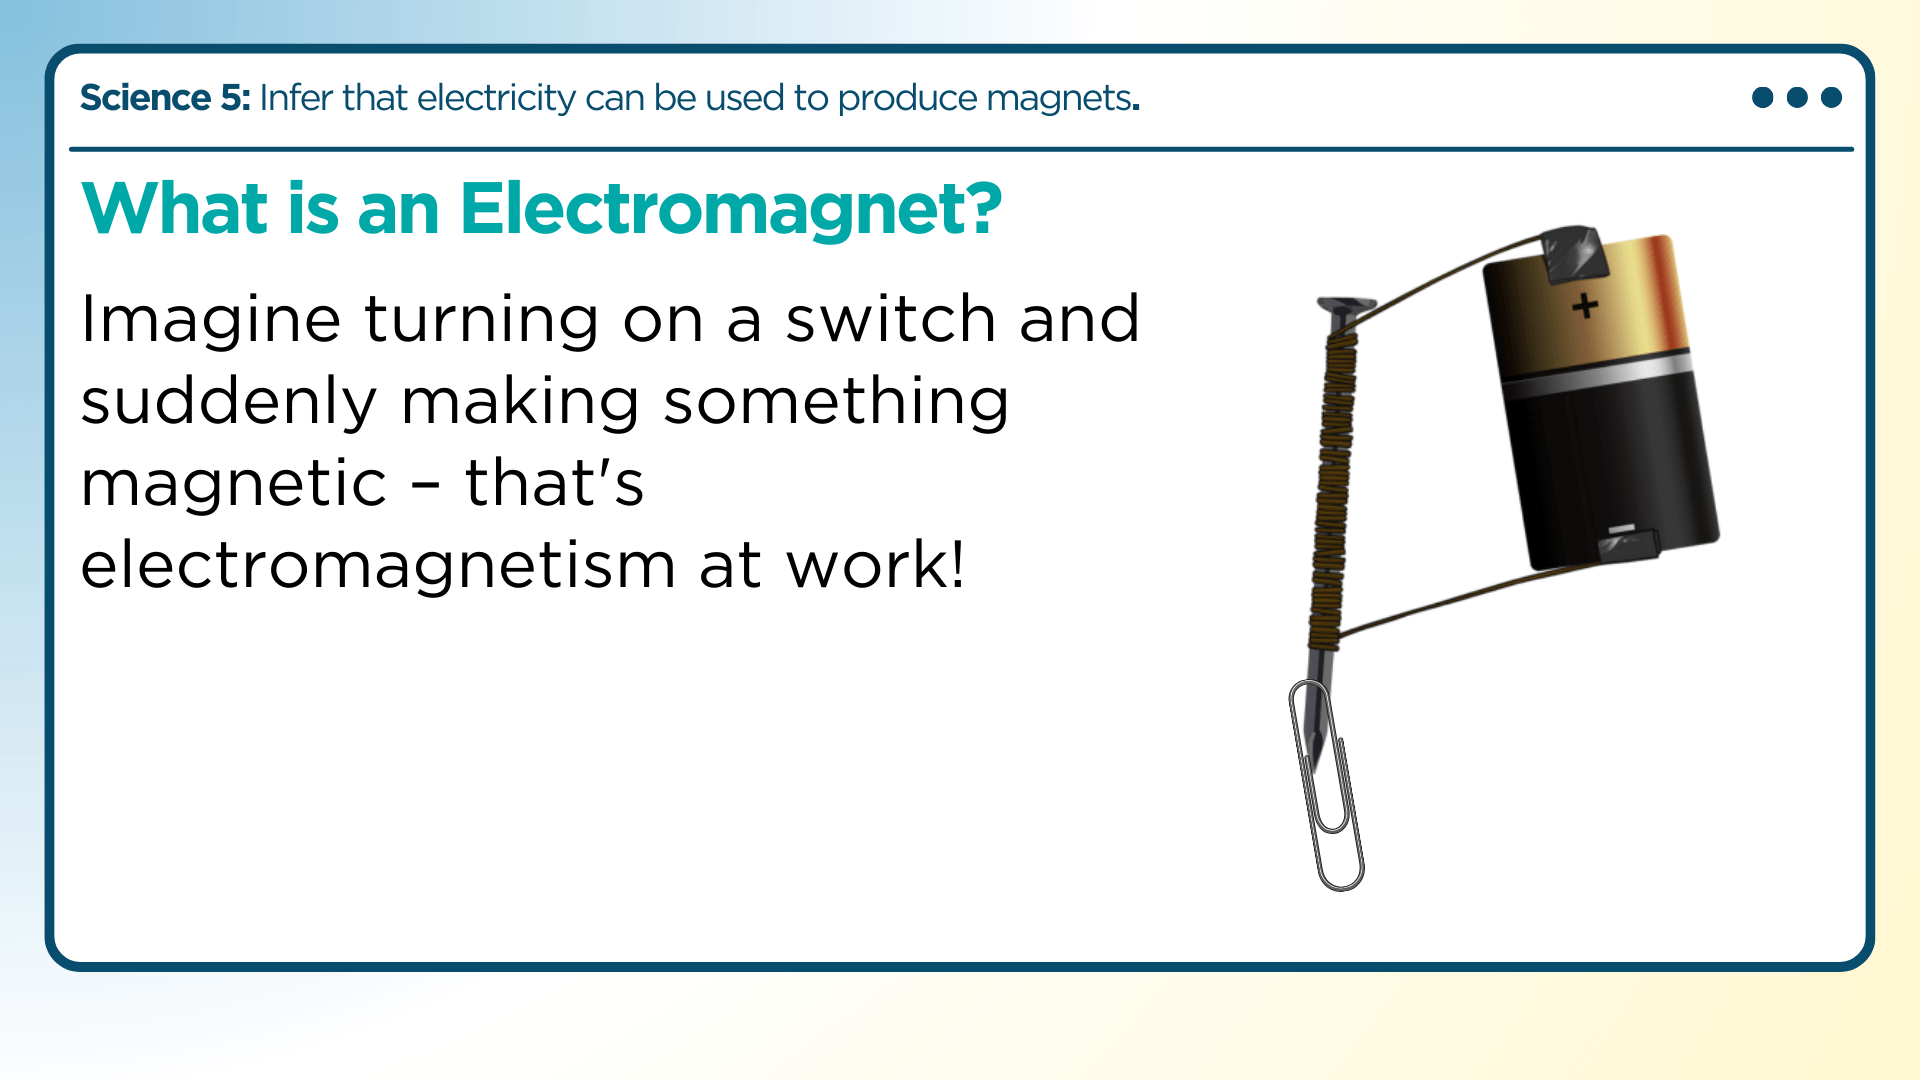 Science 5: Infer that electricity can be used to produce magnets.
What is an Electromagnet?
Imagine turning on a switch and
suddenly making something
magnetic – that's
electromagnetism at work!
+